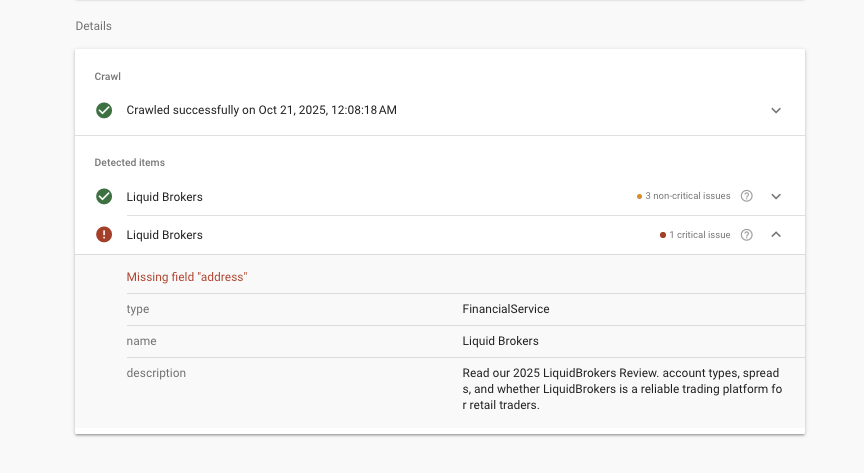 Details
Crawl
Crawled successfully on Oct 21, 2025, 12:08:18 AM
Detected items
Liquid Brokers
3 non-critical issues
Liquid Brokers
1 critical issue
Missing field "address"
type
FinancialService
name
Liquid Brokers
description
Read our 2025 LiquidBrokers Review. account types, spread
s, and whether LiquidBrokers is a reliable trading platform fo
r retail traders.